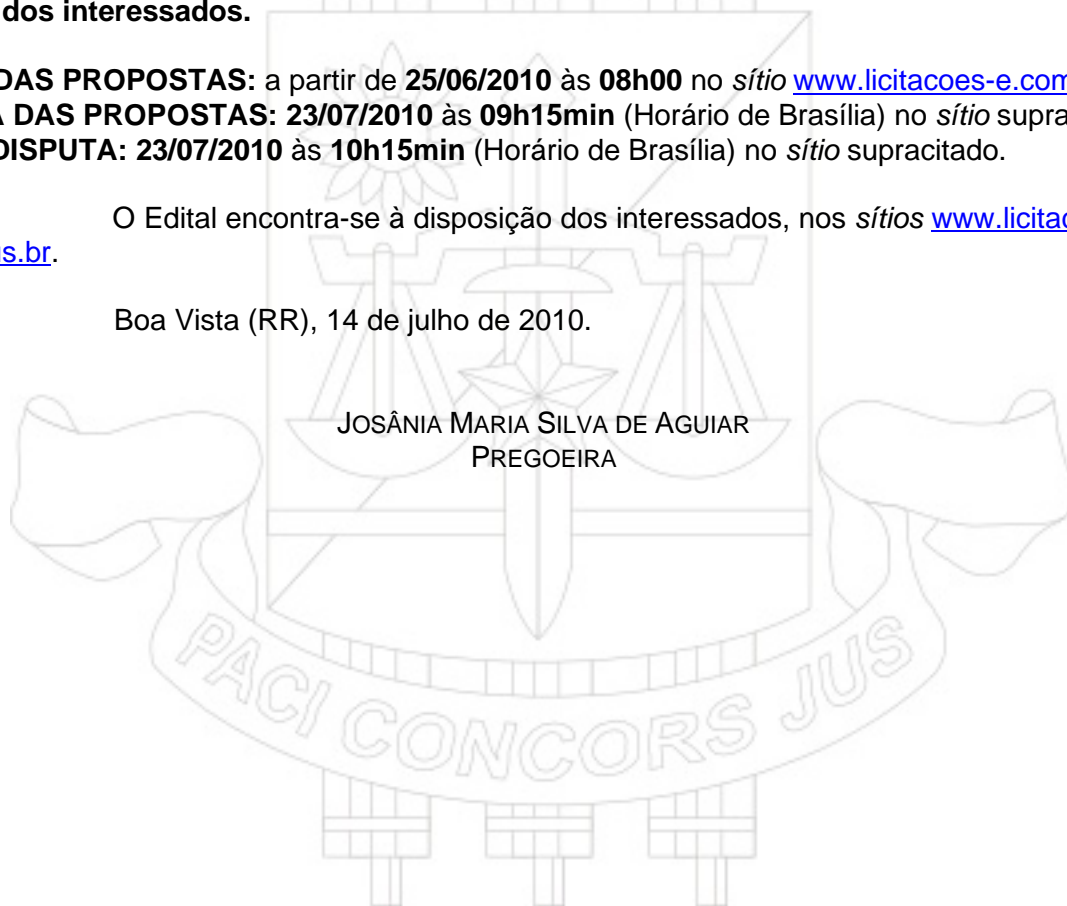 dos interessados.
DAS PROPOSTAS: a partir de 25/06/2010 às 08h00 no sítio www.licitacoes-e.com
DAS PROPOSTAS: 23/07/2010 às 09h15min (Horário de Brasília) no sítio supra
DISPUTA: 23/07/2010 às 10h15min (Horário de Brasília) no sítio supracitado.
O Edital encontra-se à disposição dos interessados, nos sítios www.licita
s.br.
Boa Vista (RR), 14 de julho de 2010.
JOSÂNIA MARIA SILVA DE AGUIAR
PREGOEIRA
PACI CONCORS JUS